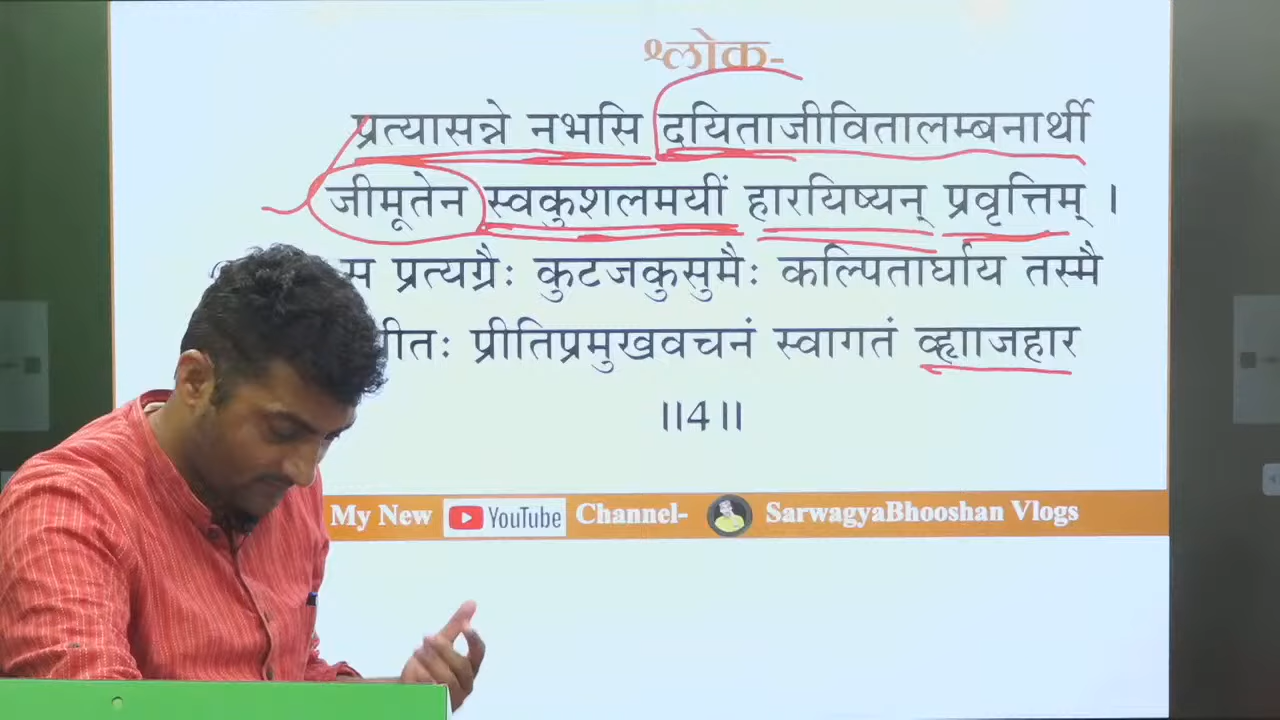 श्लोक-
प्रत्यासन्ने नभसि दयिताजीवितालम्बनार्थी
जीमूतेन स्वकुशलमयीं हारयिष्यन् प्रवृत्तिम् ।
स प्रत्यग्रैः कुटजकुसुमैः कल्पितार्घाय तस्मै
प्रीतिप्रमुखवचनं स्वागतं व्हााजहार
।।4।।
My New YouTube Channel- SarwagyaBhooshan Vlogs